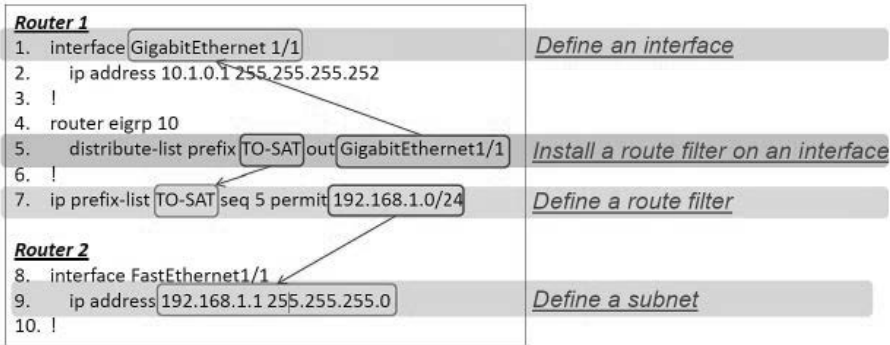 Router 1
1. interface GigabitEthernet 1/1 Define an interface
2. ip address 10.1.0.1 255.255.255.252
3. !
4. router eigrp 10
5. distribute-list prefix TO-SAT out GigabitEthernet1/1 Install a route filter on an interface
6. !
7. ip prefix-list TO-SAT seq 5 permit 192.168.1.0/24 Define a route filter
Router 2
8. interface FastEthernet1/1
9. ip address 192.168.1.1 255.255.255.0 Define a subnet
10. !